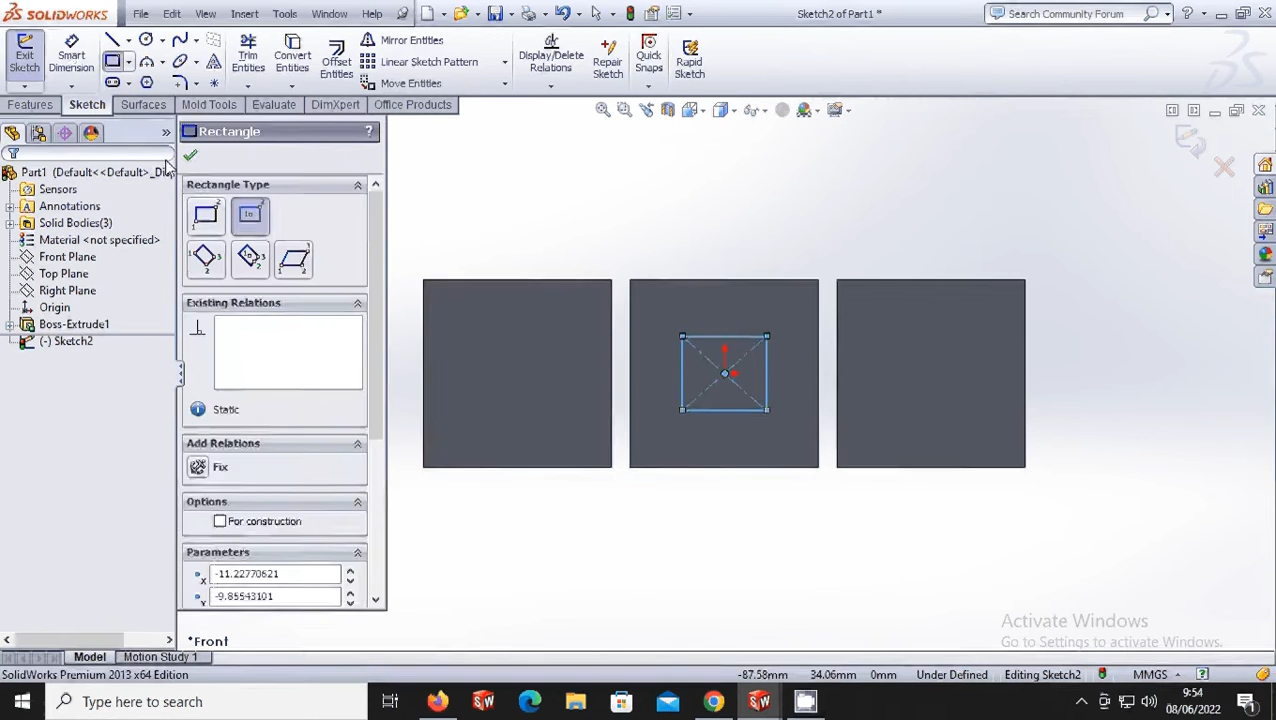 SOLIDWORKS File Edit View Insert Tools Window Help Sketch2 of Part1 * Search Community Forum
Exit Sketch
Smart Dimension
Trim Entities
Convert Entities
Offset Entities
Mirror Entities
Linear Sketch Pattern
Move Entities
Display/Delete Relations
Repair Sketch
Quick Snaps
Rapid Sketch
Features Sketch Surfaces Mold Tools Evaluate DimXpert Office Products
Rectangle ?
Part1 (Default<<Default>_Di
Sensors
Annotations
Solid Bodies(3)
Material <not specified>
Front Plane
Top Plane
Right Plane
Origin
Boss-Extrude1
(-) Sketch2
Rectangle Type
Existing Relations
Static
Add Relations
Fix
Options
For construction
Parameters
-11.22770621
-9.85543101
*Front
Activate Windows
Go to Settings to activate Windows.
Model Motion Study 1
SolidWorks Premium 2013 x64 Edition -87.58mm 34.06mm 0mm Under Defined Editing Sketch2 MMGS
Type here to search
9:54
08/06/2022